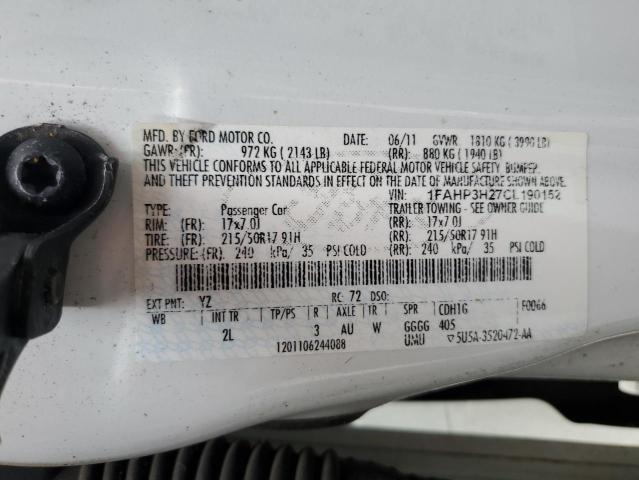 MFD. BY FORD MOTOR CO. DATE: 06/11 GVWR 1810 KG ( 3990 LB)
GAWR:(FR): 972 KG ( 2143 LB) (RR): 880 KG ( 1940 LB)
THIS VEHICLE CONFORMS TO ALL APPLICABLE FEDERAL MOTOR VEHICLE SAFETY, BUMPER,
AND THEFT PREVENTION STANDARDS IN EFFECT ON THE DATE OF MANUFACTURE SHOWN ABOVE.
VIN: 1FAHP3H27CL190152
TYPE: Passenger Car TRAILER TOWING - SEE OWNER GUIDE
RIM: (FR): 17x7.0J (RR): 17x7.0J
TIRE: (FR): 215/50R17 91H (RR): 215/50R17 91H
PRESSURE: (FR): 240 kPa/ 35 PSI COLD (RR): 240 kPa/ 35 PSI COLD
EXT PNT: YZ RC: 72 DSO: F0066
WB INT TR TP/PS R AXLE TR SPR CDH1G
2L 3 AU W GGGG 405
1201106244088 UMU ▽5U5A-3520472-AA